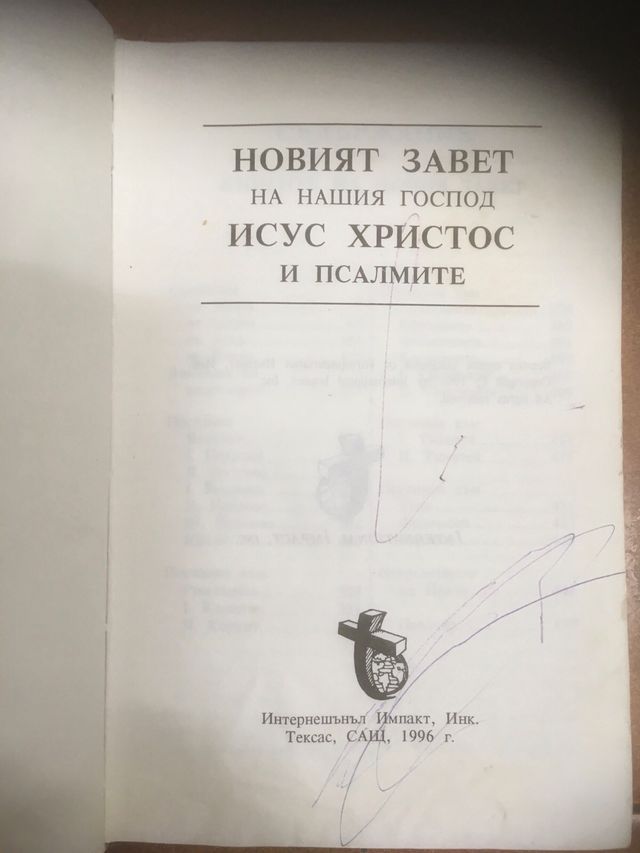 НОВИЯТ ЗАВЕТ
НА НАШИЯ ГОСПОД
ИСУС ХРИСТОС
И ПСАЛМИТЕ
Интернешънъл Импакт, Инк.
Тексас, САЩ, 1996 г.